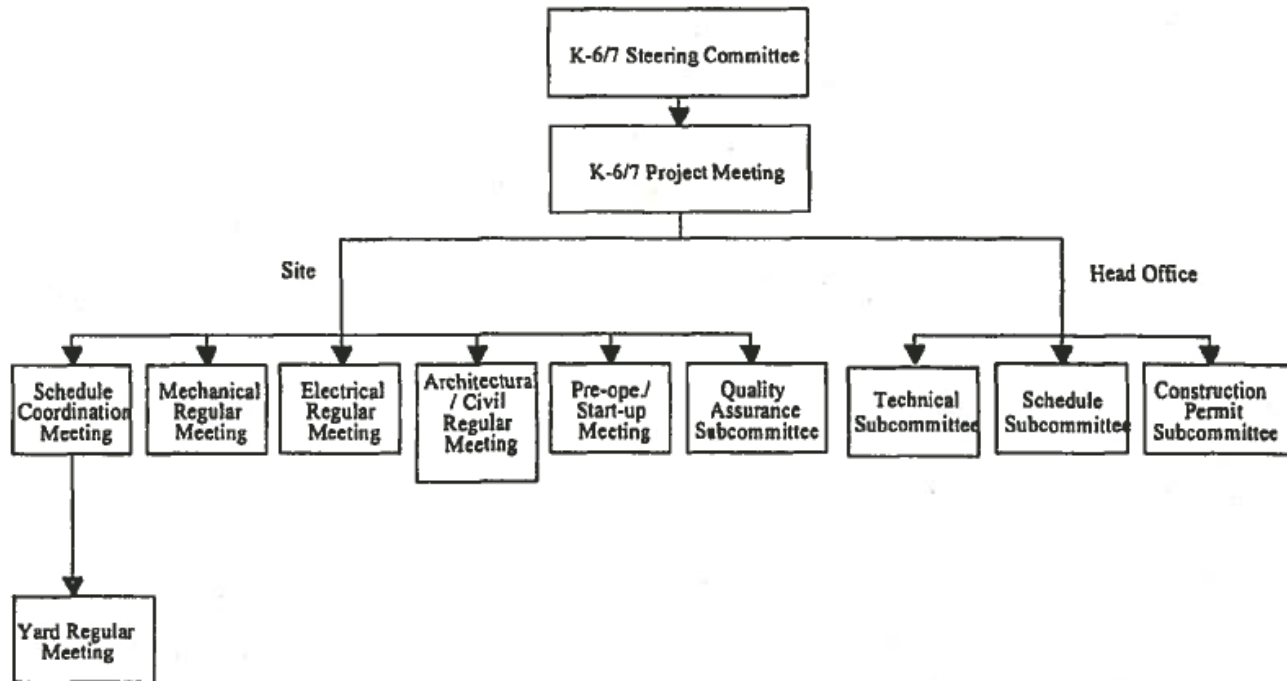 K-6/7 Steering Committee
K-6/7 Project Meeting
Site
Head Office
Schedule
Coordination
Meeting
Mechanical
Regular
Meeting
Electrical
Regular
Meeting
Architectura
/ Civil
Regular
Meeting
Pre-ope./
Start-up
Meeting
Quality
Assurance
Subcommittee
Technical
Subcommittee
Schedule
Subcommittee
Construction
Permit
Subcommittee
Yard Regular
Meeting